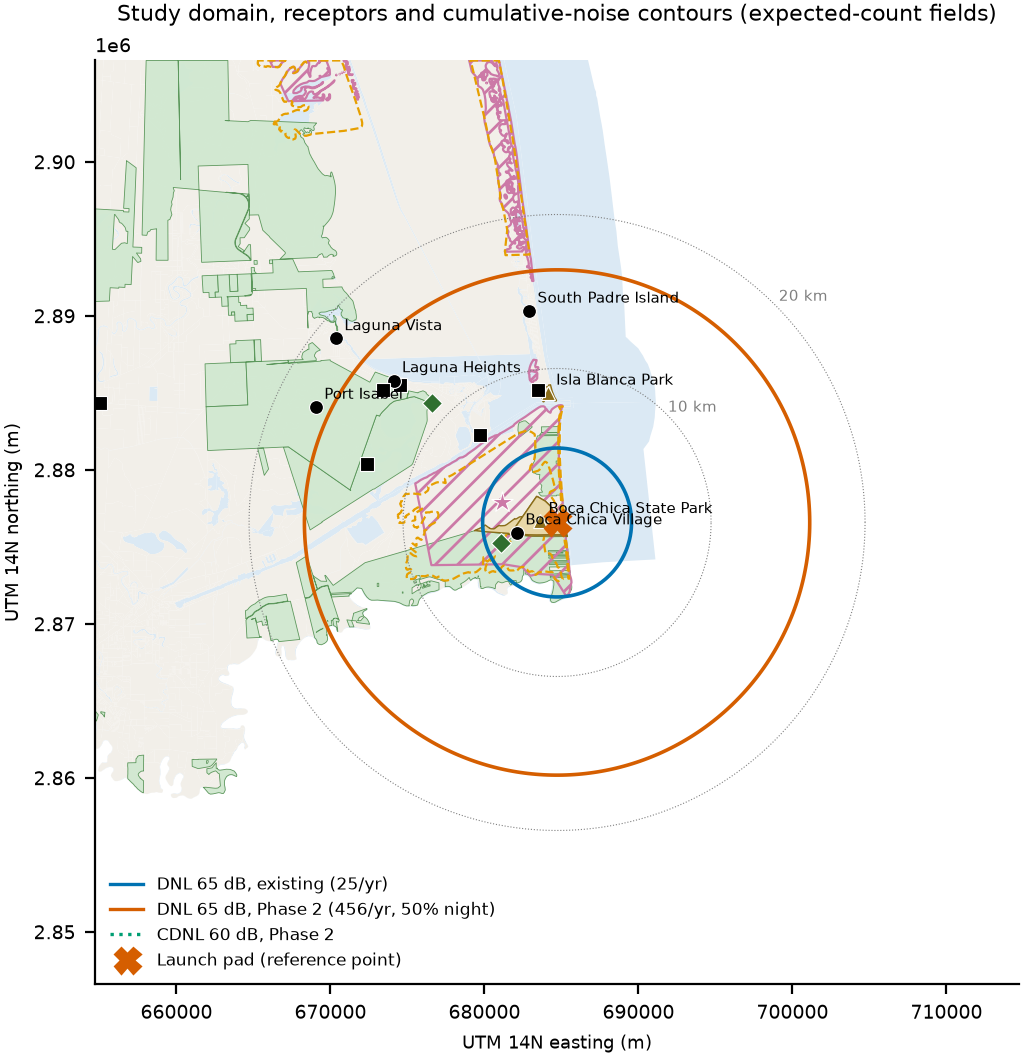 Study domain, receptors and cumulative-noise contours (expected-count fields)
1e6
2.90
2.89
2.88
2.87
2.86
2.85
UTM 14N northing (m)
20 km
South Padre Island
Laguna Vista
Laguna Heights
Isla Blanca Park
Port Isabel
10 km
Boca Chica State Park
Boca Chica Village
DNL 65 dB, existing (25/yr)
DNL 65 dB, Phase 2 (456/yr, 50% night)
CDNL 60 dB, Phase 2
Launch pad (reference point)
660000
670000
680000
690000
700000
710000
UTM 14N easting (m)